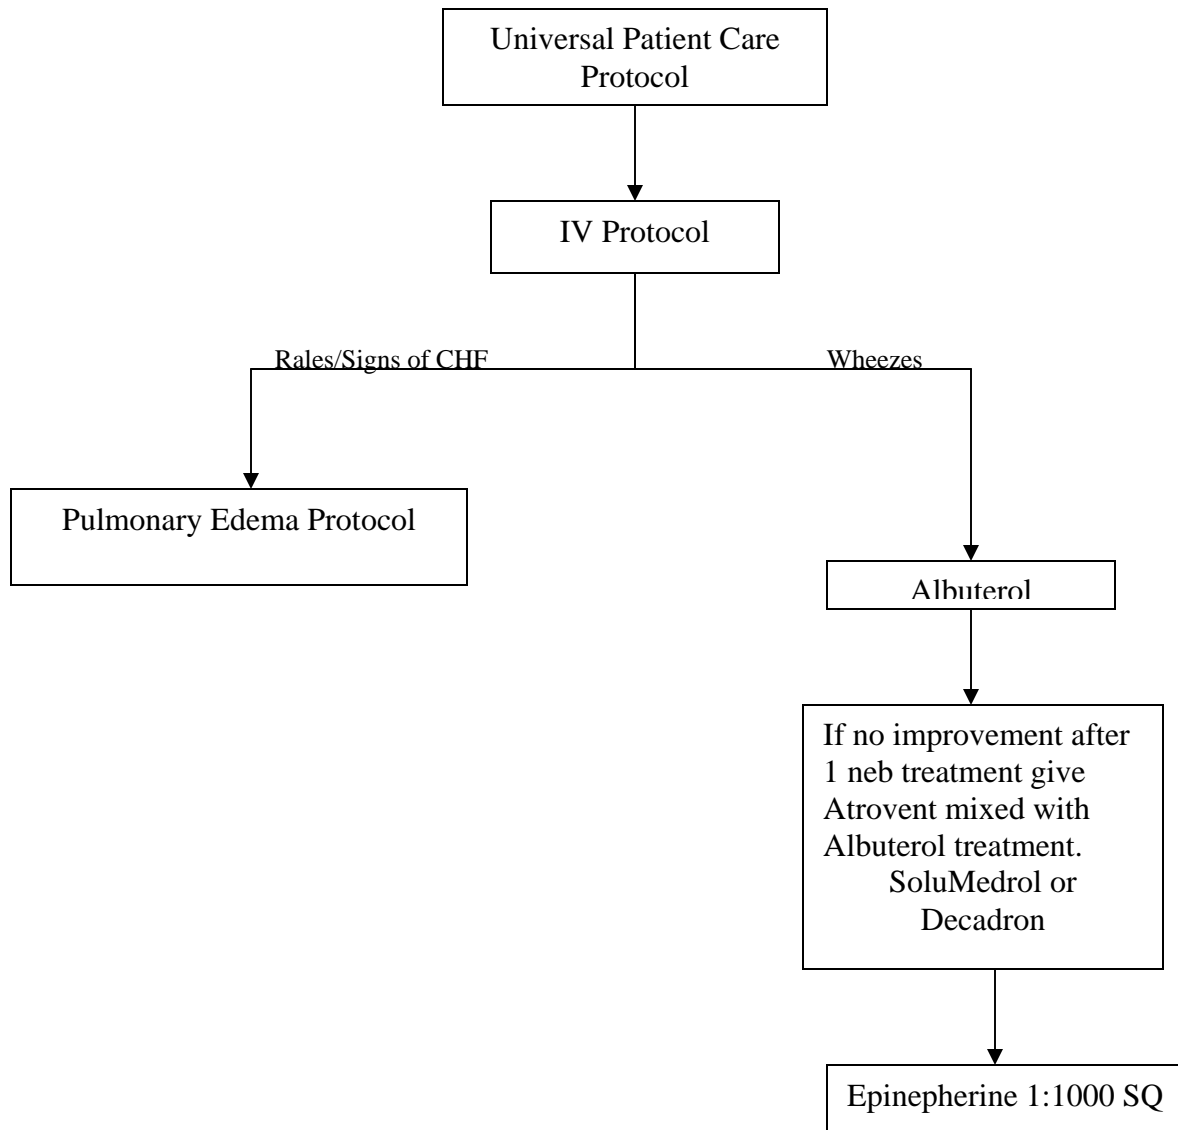 Universal Patient Care
Protocol
IV Protocol
Rales/Signs of CHF
Wheezes
Pulmonary Edema Protocol
Albuterol
If no improvement after
1 neb treatment give
Atrovent mixed with
Albuterol treatment.
SoluMedrol or
Decadron
Epinepherine 1:1000 SQ